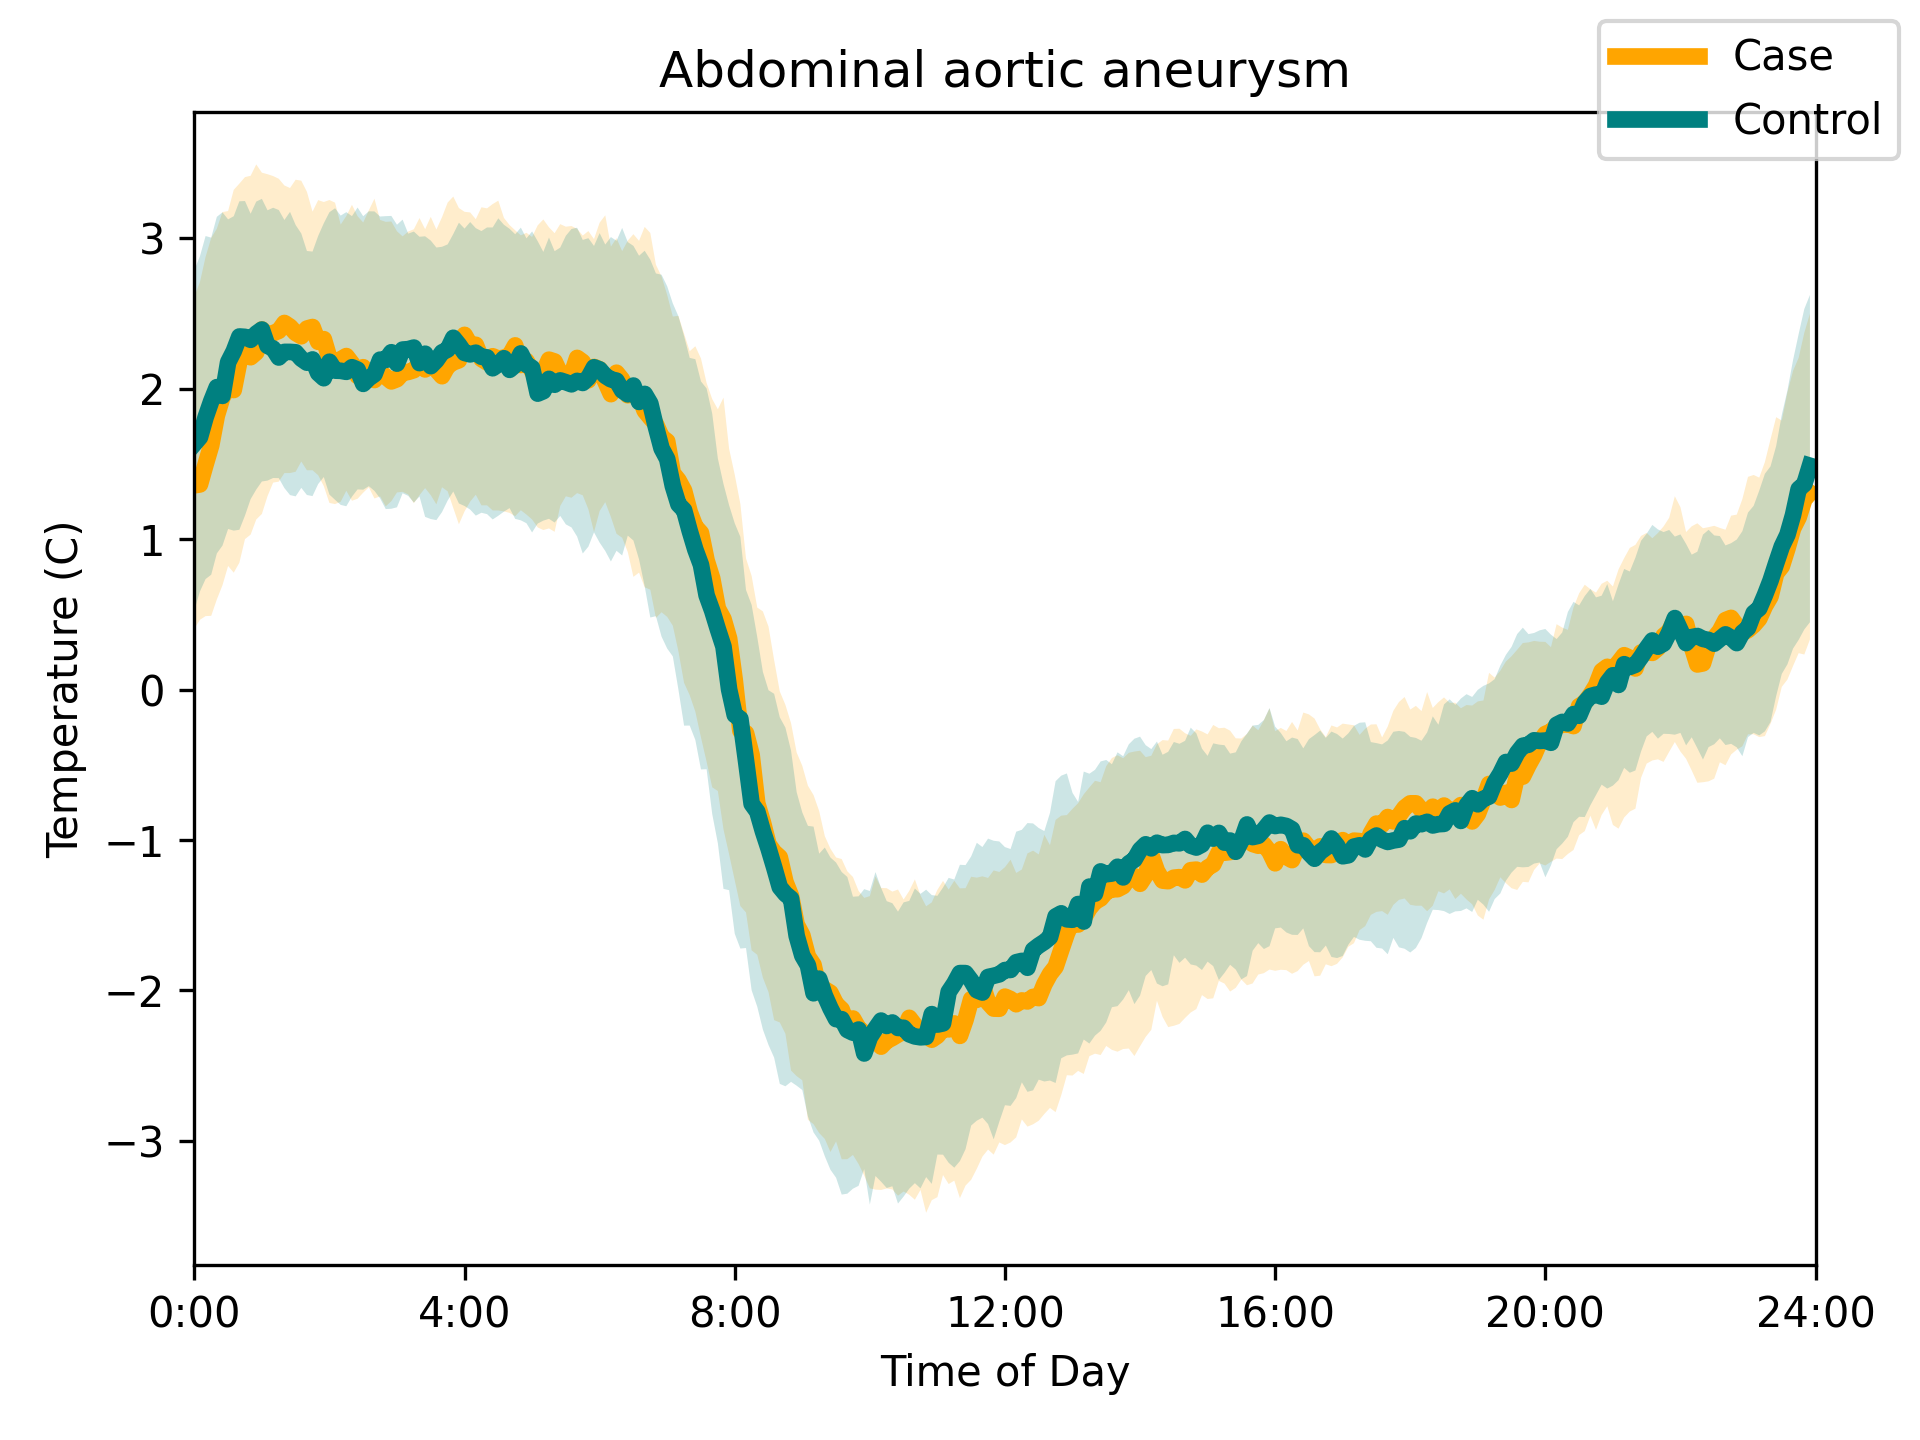 Abdominal aortic aneurysm
Case
Control
Temperature (C)
3
2
1
0
−1
−2
−3
0:00 4:00 8:00 12:00 16:00 20:00 24:00
Time of Day